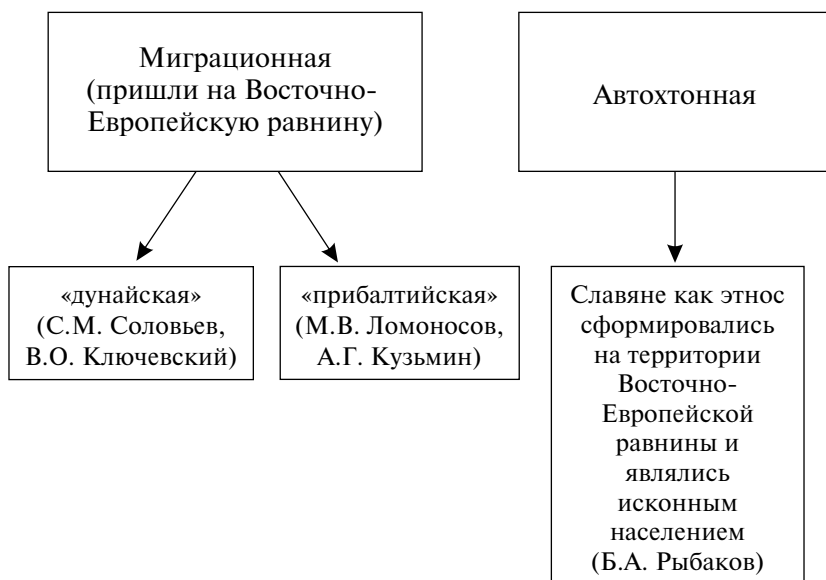 Миграционная
(пришли на Восточно-
Европейскую равнину)
Автохтонная
«дунайская»
(С.М. Соловьев,
В.О. Ключевский)
«прибалтийская»
(М.В. Ломоносов,
А.Г. Кузьмин)
Славяне как этнос
сформировались
на территории
Восточно-
Европейской
равнины и
являлись
исконным
населением
(Б.А. Рыбаков)